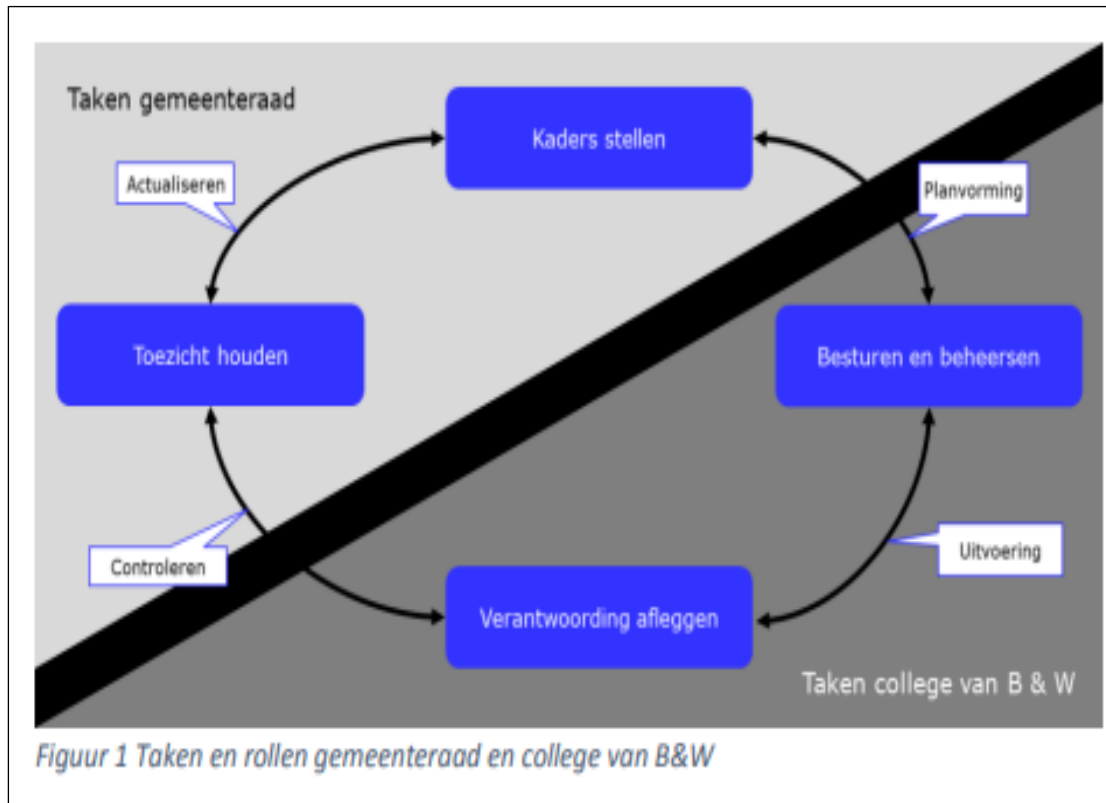 Taken gemeenteraad
Kaders stellen
Actualiseren
Planvorming
Toezicht houden
Besturen en beheersen
Controleren
Uitvoering
Verantwoording afleggen
Taken college van B & W
Figuur 1 Taken en rollen gemeenteraad en college van B&W